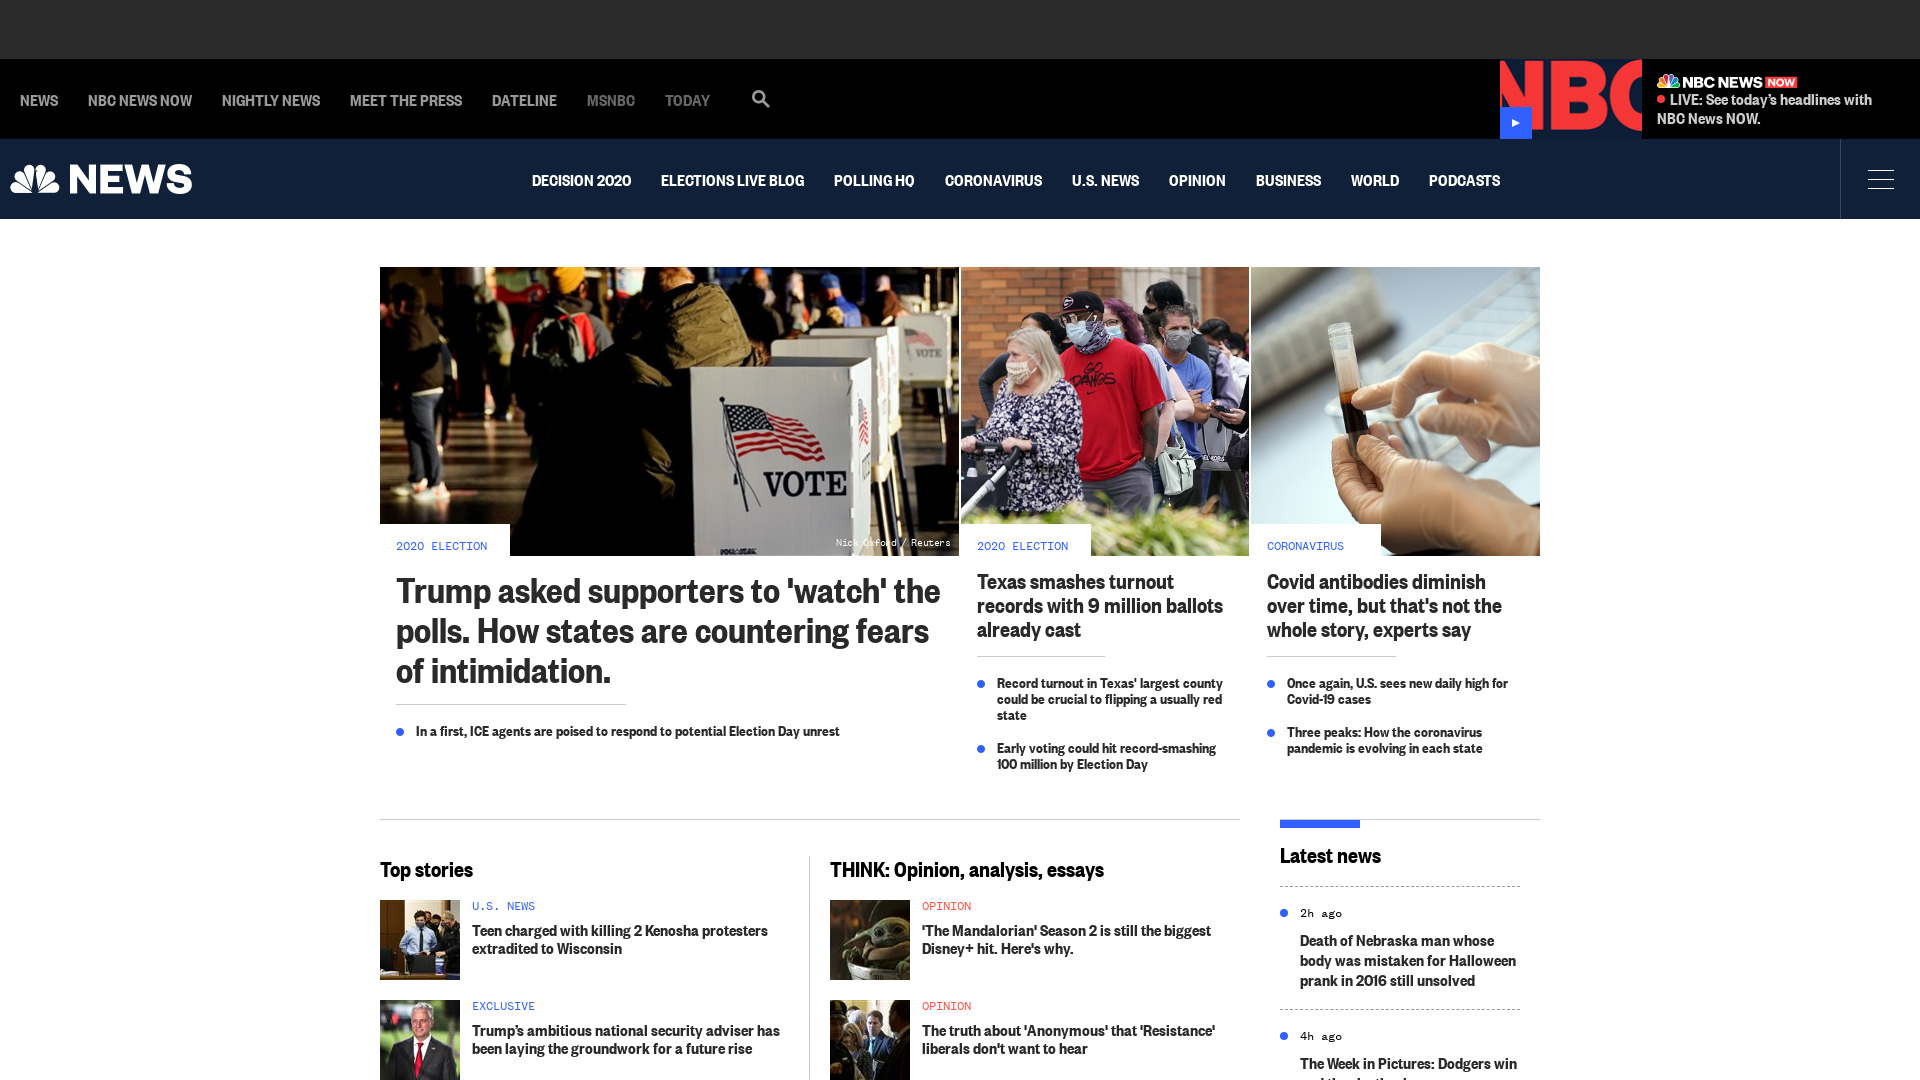 NEWS NBC NEWS NOW NIGHTLY NEWS MEET THE PRESS DATELINE MSNBC TODAY
NBC
NBC NEWS NOW
LIVE: See today's headlines with
NBC News NOW.
NEWS
DECISION 2020 ELECTIONS LIVE BLOG POLLING HQ CORONAVIRUS U.S. NEWS OPINION BUSINESS WORLD PODCASTS
VOTE
VOTE
Nick Oxford / Reuters
2020 ELECTION
Trump asked supporters to 'watch' the
polls. How states are countering fears
of intimidation.
In a first, ICE agents are poised to respond to potential Election Day unrest
GO
DAWGS
2020 ELECTION
Texas smashes turnout
records with 9 million ballots
already cast
Record turnout in Texas' largest county
could be crucial to flipping a usually red
state
Early voting could hit record-smashing
100 million by Election Day
CORONAVIRUS
Covid antibodies diminish
over time, but that's not the
whole story, experts say
Once again, U.S. sees new daily high for
Covid-19 cases
Three peaks: How the coronavirus
pandemic is evolving in each state
Top stories
U.S. NEWS
Teen charged with killing 2 Kenosha protesters
extradited to Wisconsin
EXCLUSIVE
Trump's ambitious national security adviser has
been laying the groundwork for a future rise
THINK: Opinion, analysis, essays
OPINION
'The Mandalorian' Season 2 is still the biggest
Disney+ hit. Here's why.
OPINION
The truth about 'Anonymous' that 'Resistance'
liberals don't want to hear
Latest news
2h ago
Death of Nebraska man whose
body was mistaken for Halloween
prank in 2016 still unsolved
4h ago
The Week in Pictures: Dodgers win